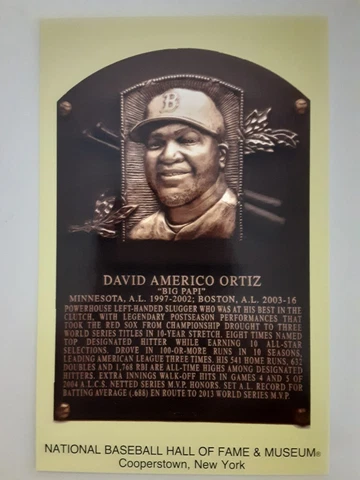 B
DAVID AMERICO ORTIZ
"BIG PAPI"
MINNESOTA, A.L. 1997-2002; BOSTON, A.L. 2003-16
POWERHOUSE LEFT-HANDED SLUGGER WHO WAS AT HIS BEST IN THE
CLUTCH, WITH LEGENDARY POSTSEASON PERFORMANCES THAT
TOOK THE RED SOX FROM CHAMPIONSHIP DROUGHT TO THREE
WORLD SERIES TITLES IN 10-YEAR STRETCH. EIGHT TIMES NAMED
TOP DESIGNATED HITTER WHILE EARNING 10 ALL-STAR
SELECTIONS. DROVE IN 100-OR-MORE RUNS IN 10 SEASONS,
LEADING AMERICAN LEAGUE THREE TIMES. HIS 541 HOME RUNS, 632
DOUBLES AND 1,768 RBI ARE ALL-TIME HIGHS AMONG DESIGNATED
HITTERS. EXTRA INNINGS WALK-OFF HITS IN GAMES 4 AND 5 OF
2004 A.L.C.S. NETTED SERIES M.V.P. HONORS. SET A.L. RECORD FOR
BATTING AVERAGE (.688) EN ROUTE TO 2013 WORLD SERIES M.V.P.
NATIONAL BASEBALL HALL OF FAME & MUSEUM®
Cooperstown, New York